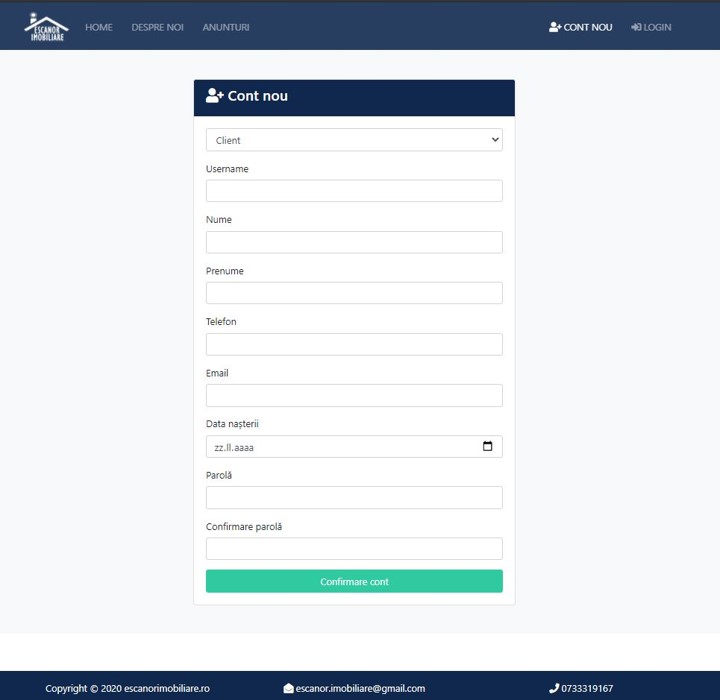 ESCANOR
IMOBILIARE
HOME DESPRE NOI ANUNTURI CONT NOU LOGIN
Cont nou
Client
Username
Nume
Prenume
Telefon
Email
Data nașterii
zz.ll.aaaa
Parolă
Confirmare parolă
Confirmare cont
Copyright © 2020 escanorimobiliare.ro escanor.imobiliare@gmail.com 0733319167